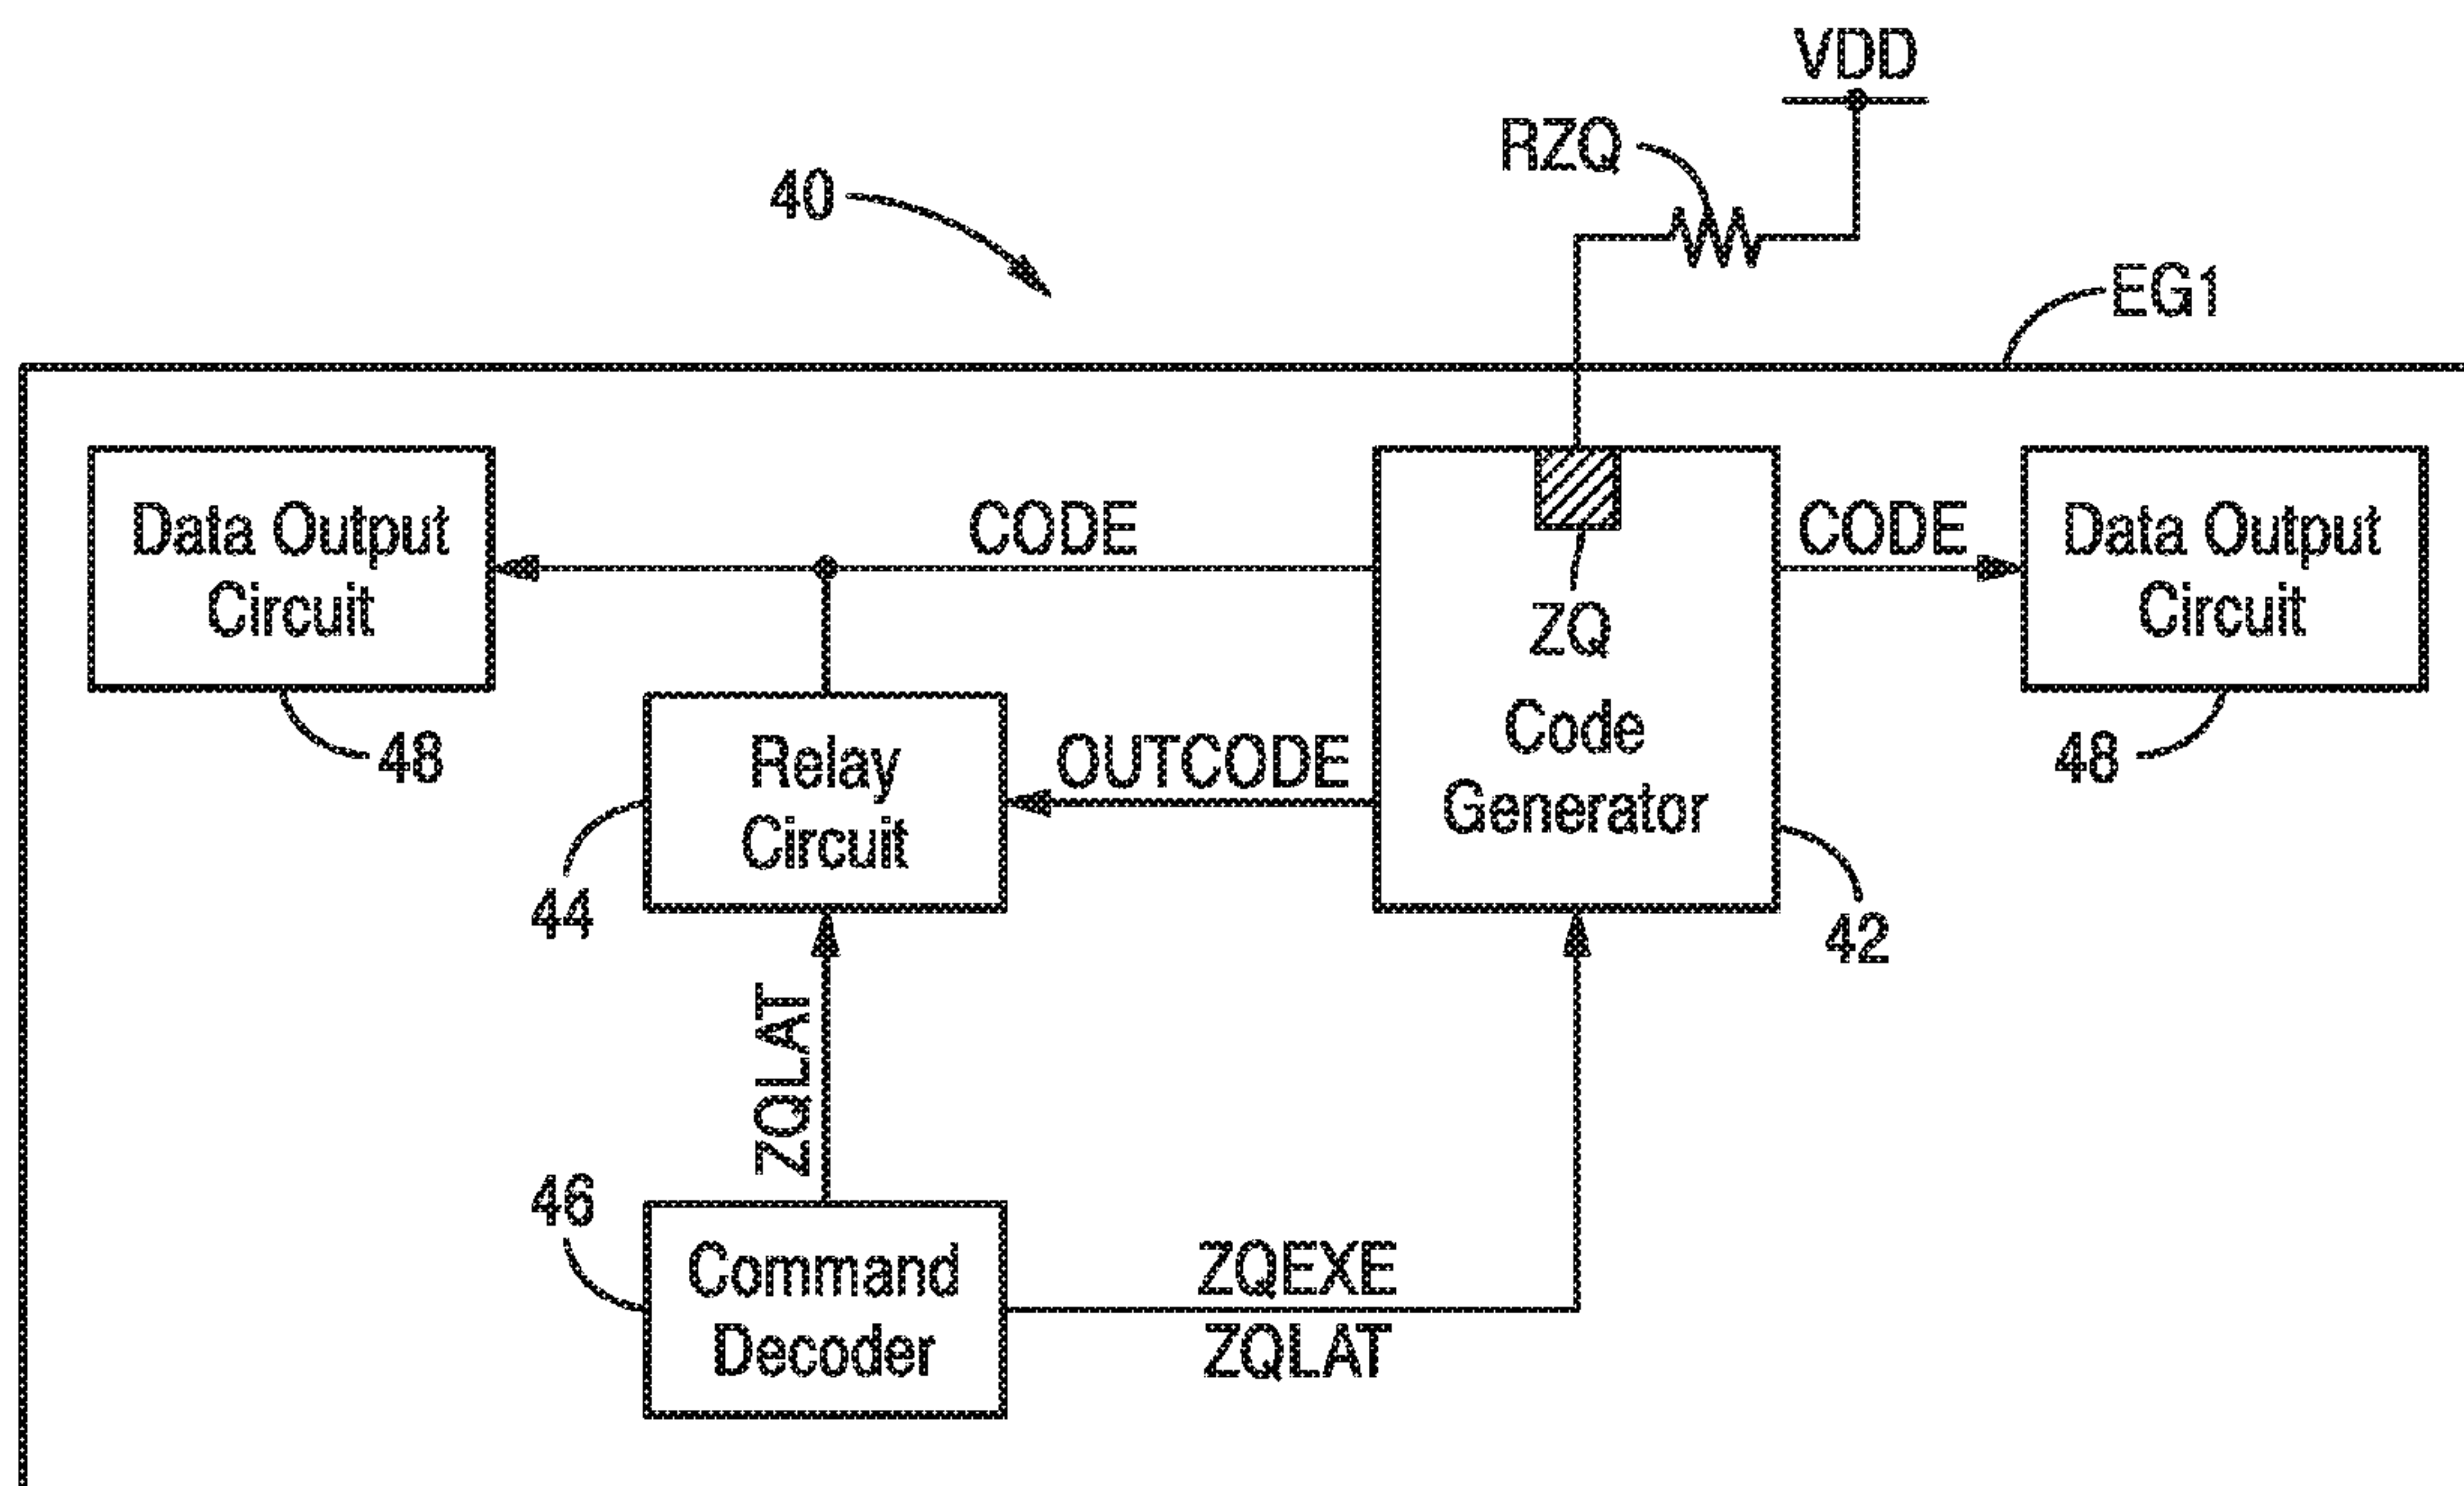 VDD
RZQ
40
EG1
Data Output
Circuit
48
CODE
ZQ
Code
Generator
42
CODE
Data Output
Circuit
48
Relay
Circuit
44
OUTCODE
ZQLAT
46
Command
Decoder
ZQEXE
ZQLAT